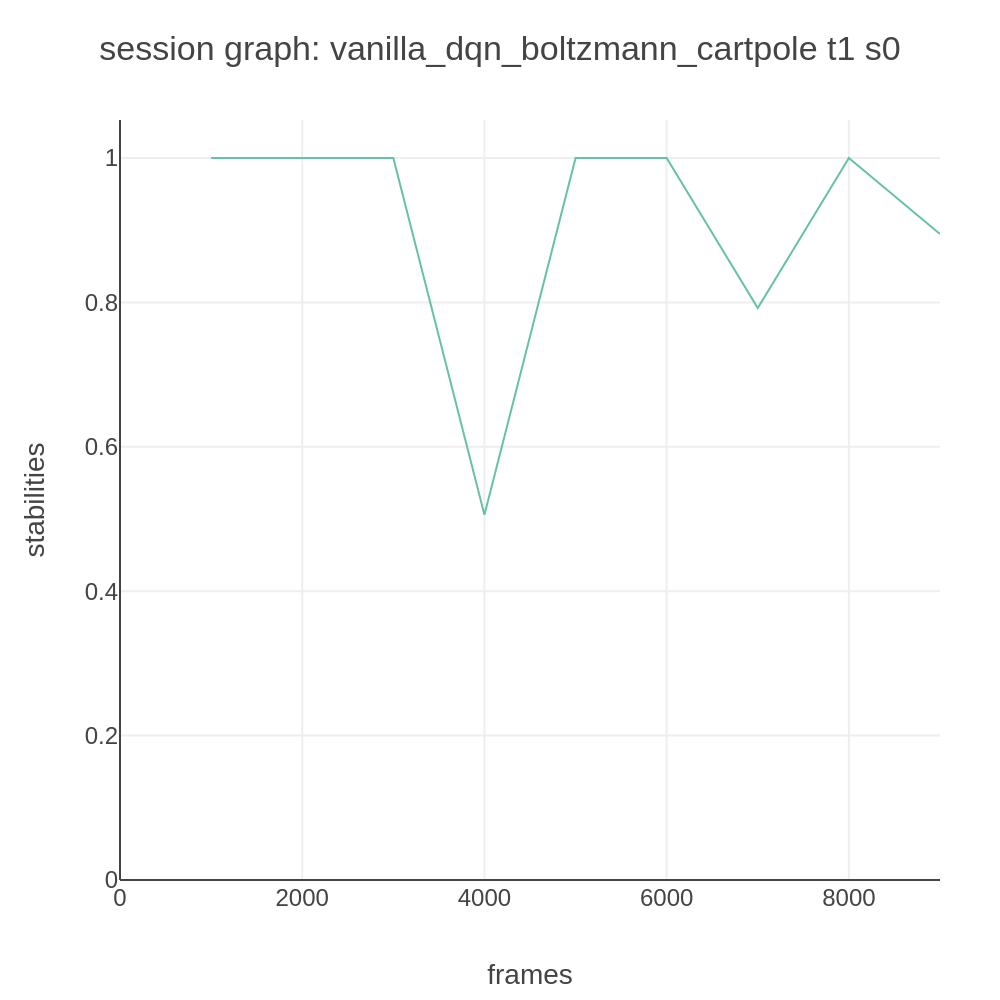 session graph: vanilla_dqn_boltzmann_cartpole t1 s0
stabilities
1
0.8
0.6
0.4
0.2
0
0 2000 4000 6000 8000
frames